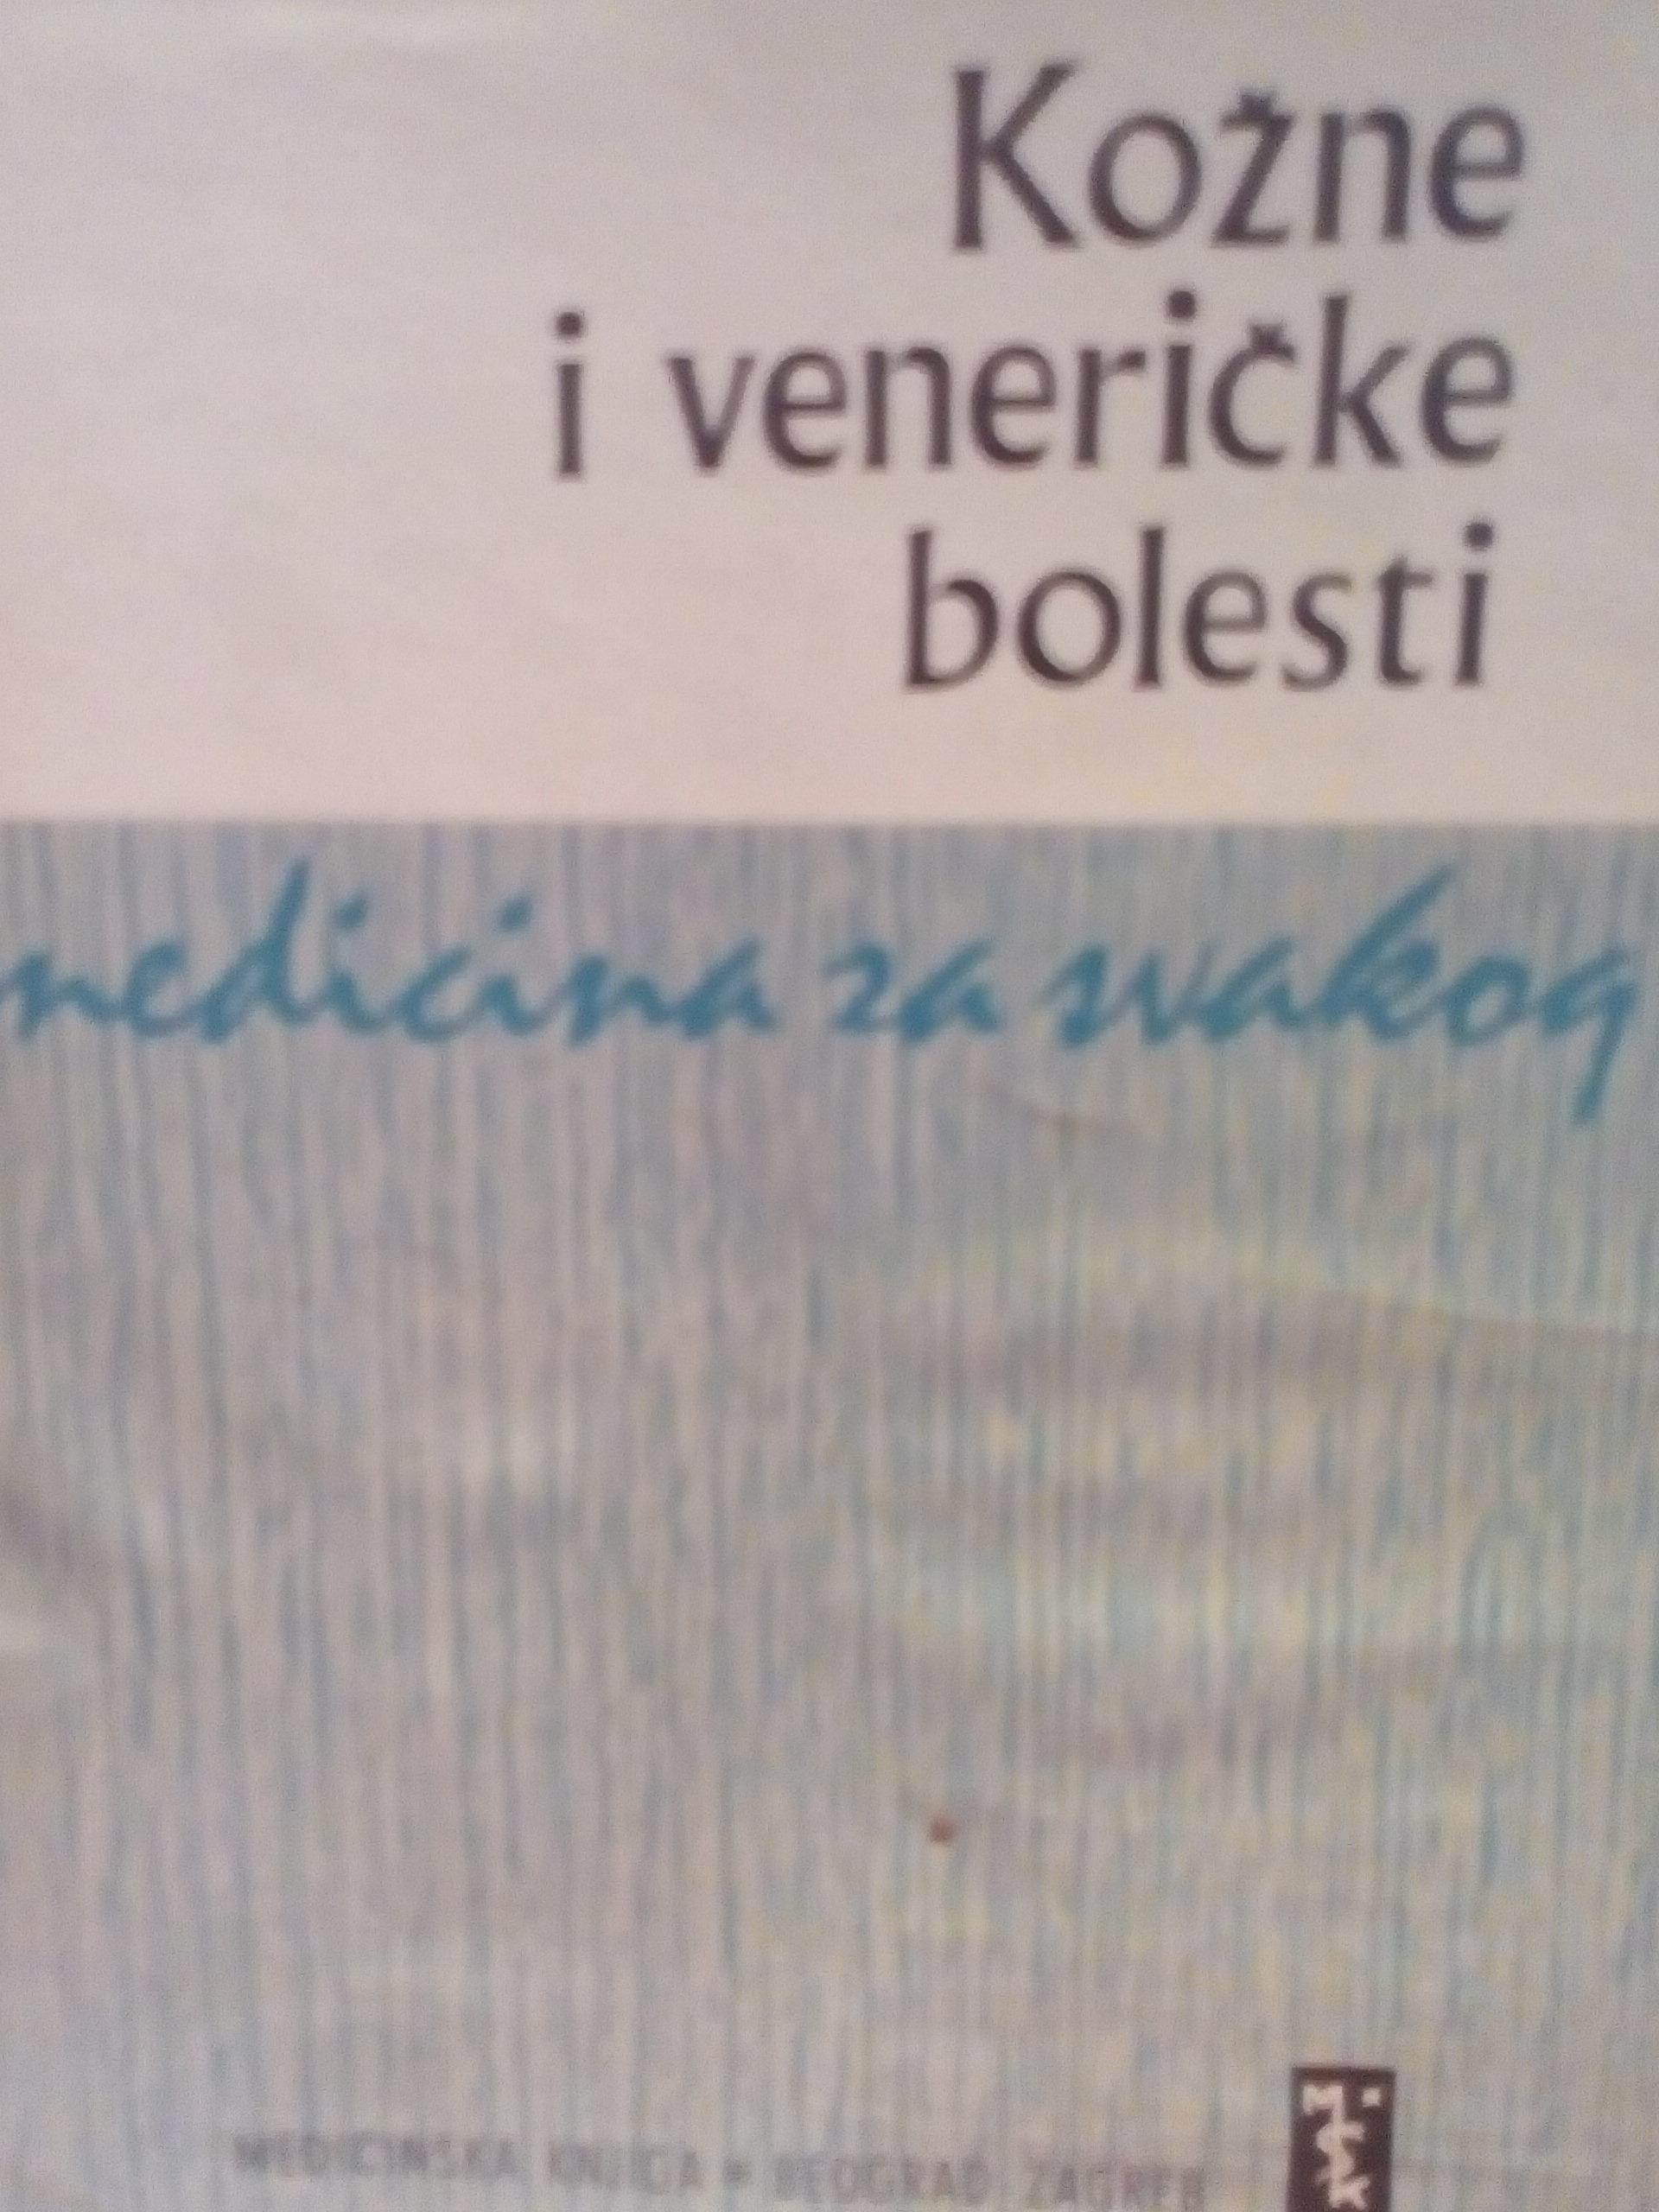 Kožne
i veneričke
bolesti
medicina za svakog
MEDICINSKA KNJIGA • BEOGRAD ZAGREB